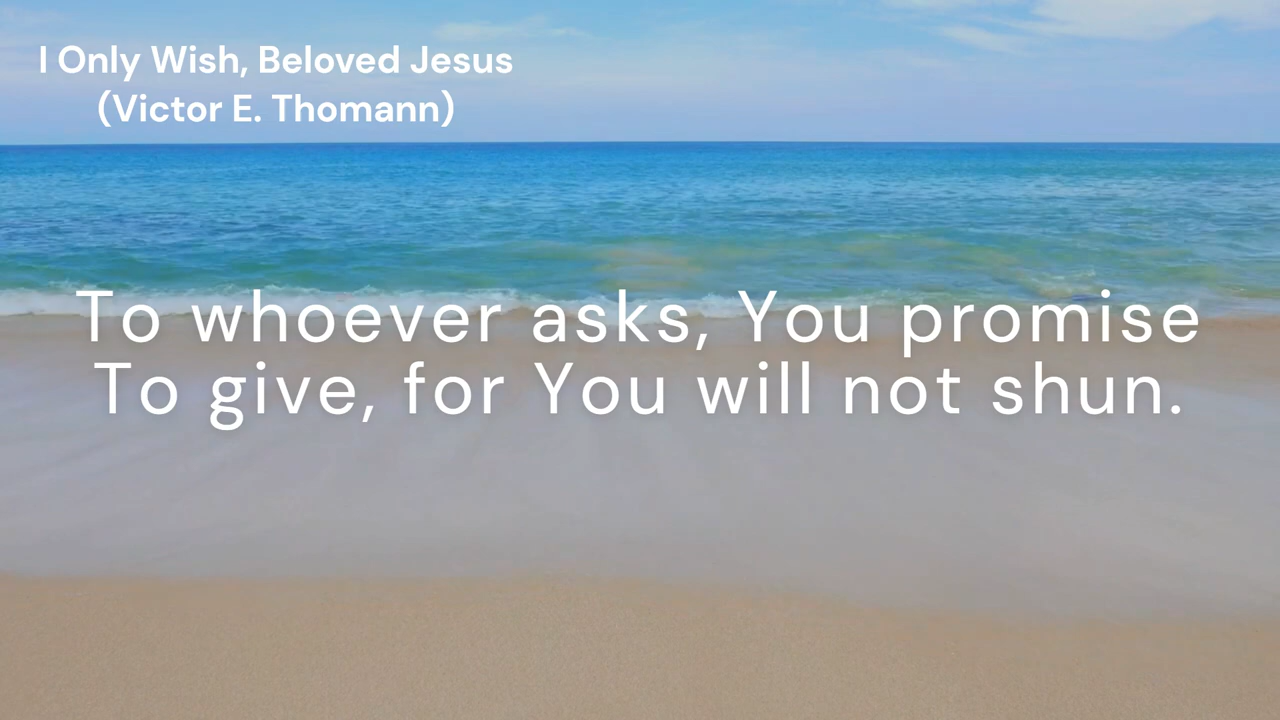 I Only Wish, Beloved Jesus
(Victor E. Thomann)
To whoever asks, You promise
To give, for You will not shun.